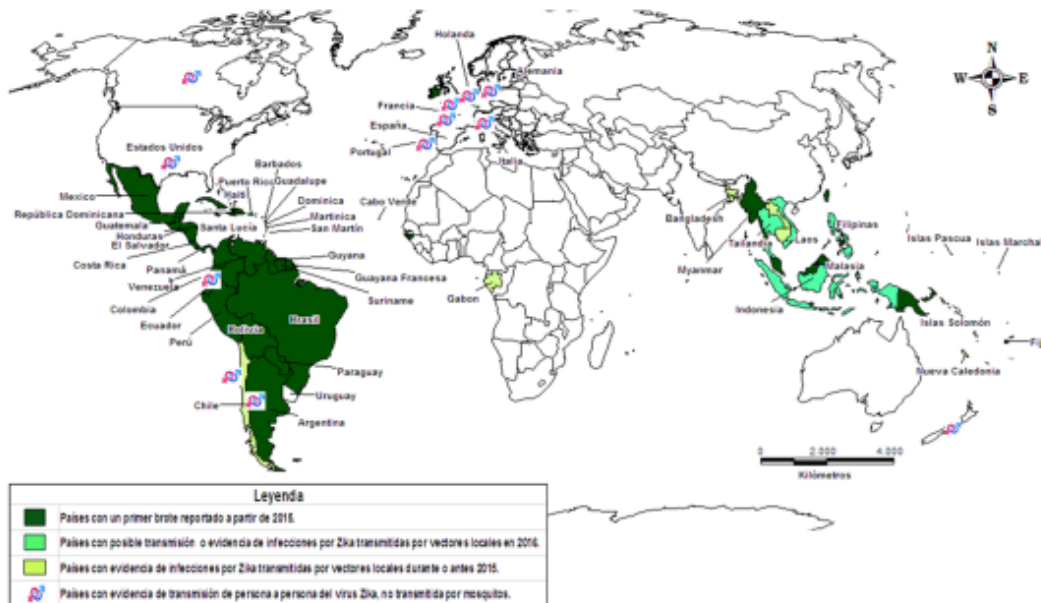 N
W E
S
Holanda
Alemania
Francia
España
Portugal
Italia
Estados Unidos
Mexico
Puerto Rico
Haití
Barbados
Guadalupe
Dominica
Martinica
San Martín
República Dominicana
Santa Lucía
Guatemala
Honduras
El Salvador
Costa Rica
Panamá
Venezuela
Colombia
Ecuador
Perú
Guyana
Guayana Francesa
Suriname
Bolivia
Brasil
Paraguay
Uruguay
Chile
Argentina
Cabo Verde
Gabon
Bangladesh
Myanmar
Tailandia
Laos
Filipinas
Malasia
Indonesia
Islas Pascua
Islas Marchal
Islas Solomón
Fij
Nueva Caledonia
0 2 000 4 000
Kilómetros
Leyenda
Países con un primer brote reportado a partir de 2015.
Países con posible transmisión o evidencia de infecciones por Zika transmitidas por vectores locales en 2016.
Países con evidencia de infecciones por Zika transmitidas por vectores locales durante o antes 2015.
Países con evidencia de transmisión de persona a persona del virus Zika, no transmitida por mosquitos.